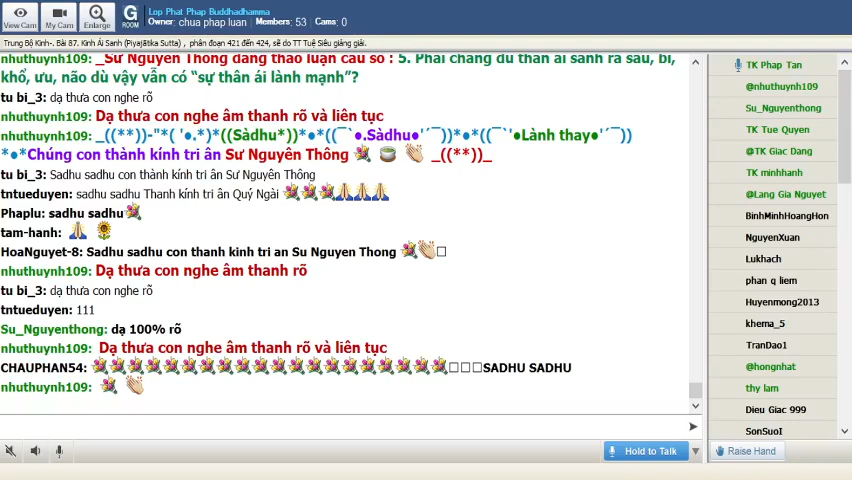 View Cam
My Cam
Enlarge
G
ROOM
Lop Phat Phap Buddhadhamma
Owner: chua phap luan Members: 53 Cams: 0
Trung Bộ Kinh-. Bài 87. Kinh Ái Sanh (Piyajātika Sutta) , phân đoạn 421 đến 424, sẽ do TT Tuệ Siêu giảng giải.
nhuthuynh109: _Sư Nguyên Thông đang thảo luận câu số : 5. Phải chăng dù thân ái sanh ra sầu, bi,
khổ, ưu, não dù vậy vẫn có “sự thân ái lành mạnh”?
tu bi_3: dạ thưa con nghe rõ
nhuthuynh109: Dạ thưa con nghe âm thanh rõ và liên tục
nhuthuynh109: _((**))-"*( '●.*)*((Sàdhu*))*●*((¯`●.Sàdhu●'´¯))*●*((¯`'●Lành thay●'´¯))
*●*Chúng con thành kính tri ân Sư Nguyên Thông _((**))_
tu bi_3: Sadhu sadhu con thành kính tri ân Sư Nguyên Thông
tntueduyen: sadhu sadhu Thanh kính tri ân Quý Ngài
Phaplu: sadhu sadhu
tam-hanh:
HoaNguyet-8: Sadhu sadhu con thanh kinh tri an Su Nguyen Thong
nhuthuynh109: Dạ thưa con nghe âm thanh rõ
tu bi_3: dạ thưa con nghe rõ
tntueduyen: 111
Su_Nguyenthong: dạ 100% rõ
nhuthuynh109: Dạ thưa con nghe âm thanh rõ và liên tục
CHAUPHAN54: SADHU SADHU
nhuthuynh109:
Hold to Talk
TK Phap Tan
@nhuthuynh109
Su_Nguyenthong
TK Tue Quyen
@TK Giac Dang
TK minhhanh
@Lang Gia Nguyet
BinhMinhHoangHon
NguyenXuan
Lukhach
phan q liem
Huyenmong2013
khema_5
TranDao1
@hongnhat
thy lam
Dieu Giac 999
SonSuoI
Raise Hand